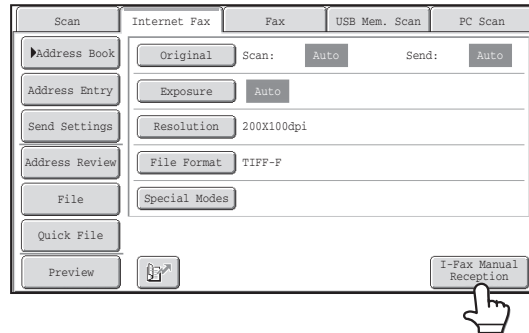 Scan Internet Fax Fax USB Mem. Scan PC Scan
Address Book Original Scan: Auto Send: Auto
Address Entry Exposure Auto
Send Settings Resolution 200X100dpi
Address Review File Format TIFF-F
File Special Modes
Quick File
Preview I-Fax Manual
Reception